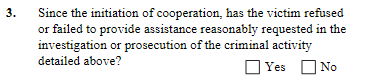 3. Since the initiation of cooperation, has the victim refused
or failed to provide assistance reasonably requested in the
investigation or prosecution of the criminal activity
detailed above?
☐ Yes ☐ No